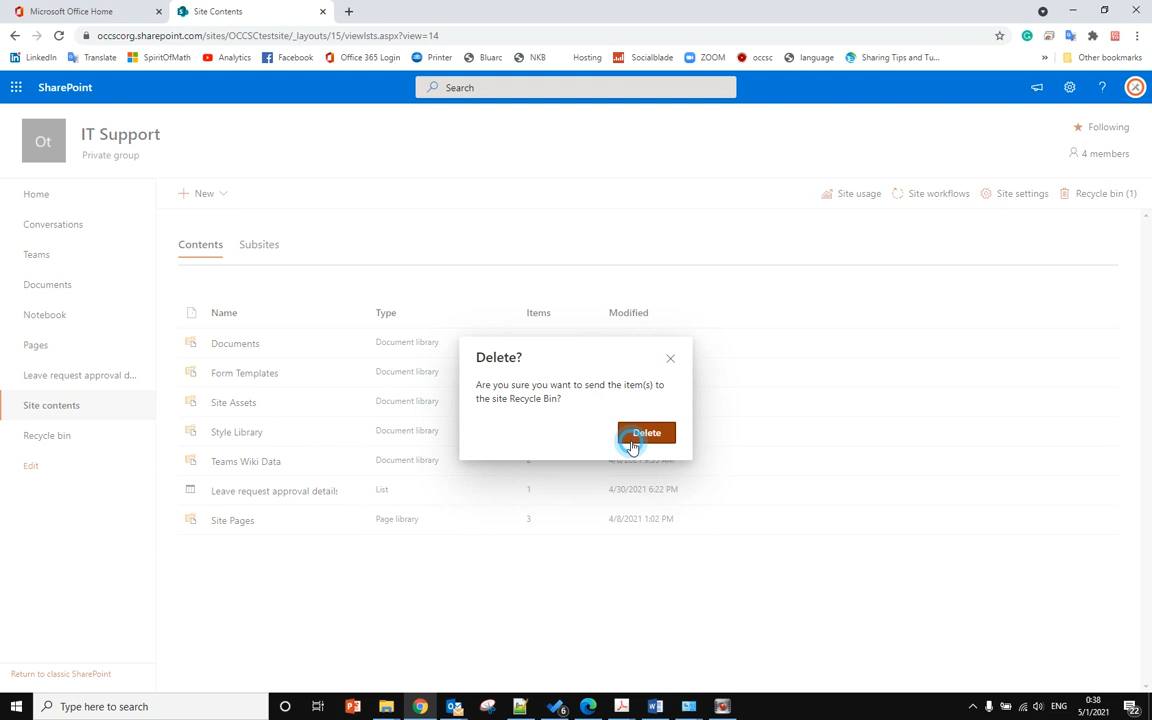 Microsoft Office Home
Site Contents
occscorg.sharepoint.com/sites/OCCSCtestsite/_layouts/15/viewlsts.aspx?view=14
LinkedIn Translate SpiritOfMath Analytics Facebook Office 365 Login Printer Bluarc NKB Hosting Socialblade ZOOM occsc language Sharing Tips and Tu... » Other bookmarks
SharePoint
Search
?
Ot
IT Support
Private group
Following
4 members
Home
Conversations
Teams
Documents
Notebook
Pages
Leave request approval d...
Site contents
Recycle bin
Edit
Return to classic SharePoint
New
Site usage Site workflows Site settings Recycle bin (1)
Contents Subsites
Name Type Items Modified
Documents Document library
Form Templates Document library
Site Assets Document library
Style Library Document library
Teams Wiki Data Document library
Leave request approval details List 1 4/30/2021 6:22 PM
Site Pages Page library 3 4/8/2021 1:02 PM
Delete?
Are you sure you want to send the item(s) to
the site Recycle Bin?
Delete
Type here to search
6
ENG
0:38
5/1/2021
22